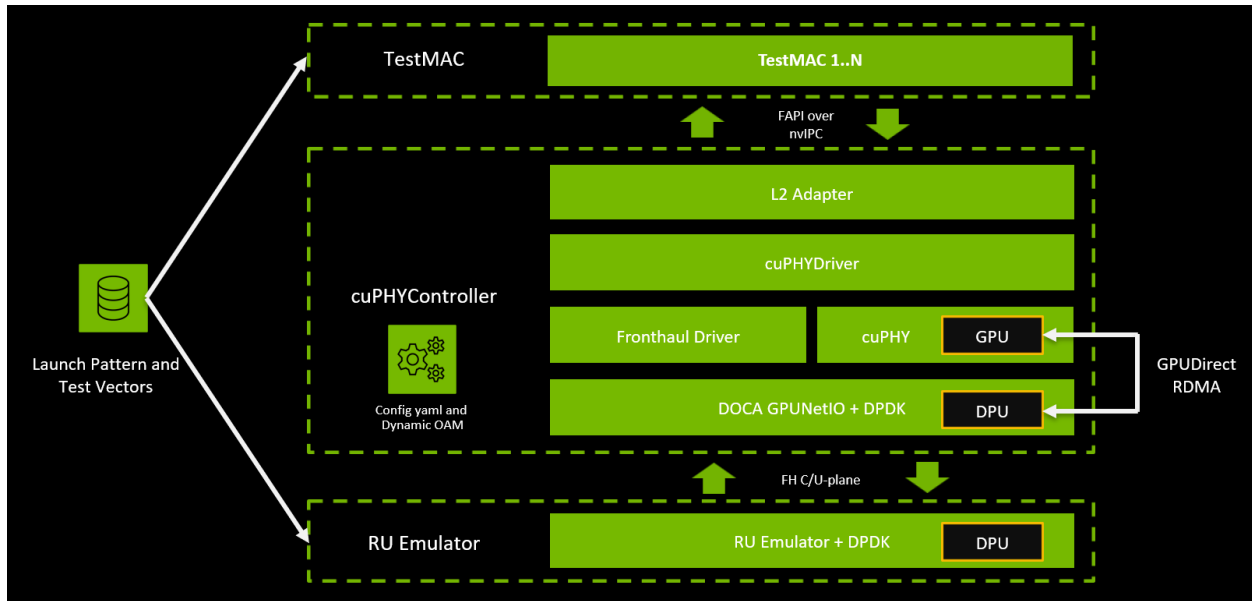 TestMAC
TestMAC 1..N
FAPI over
nvIPC
L2 Adapter
cuPHYDriver
cuPHYController
Fronthaul Driver
cuPHY
GPU
Launch Pattern and
Test Vectors
GPUDirect
RDMA
Config yaml and
Dynamic OAM
DOCA GPUNetIO + DPDK
DPU
FH C/U-plane
RU Emulator
RU Emulator + DPDK
DPU